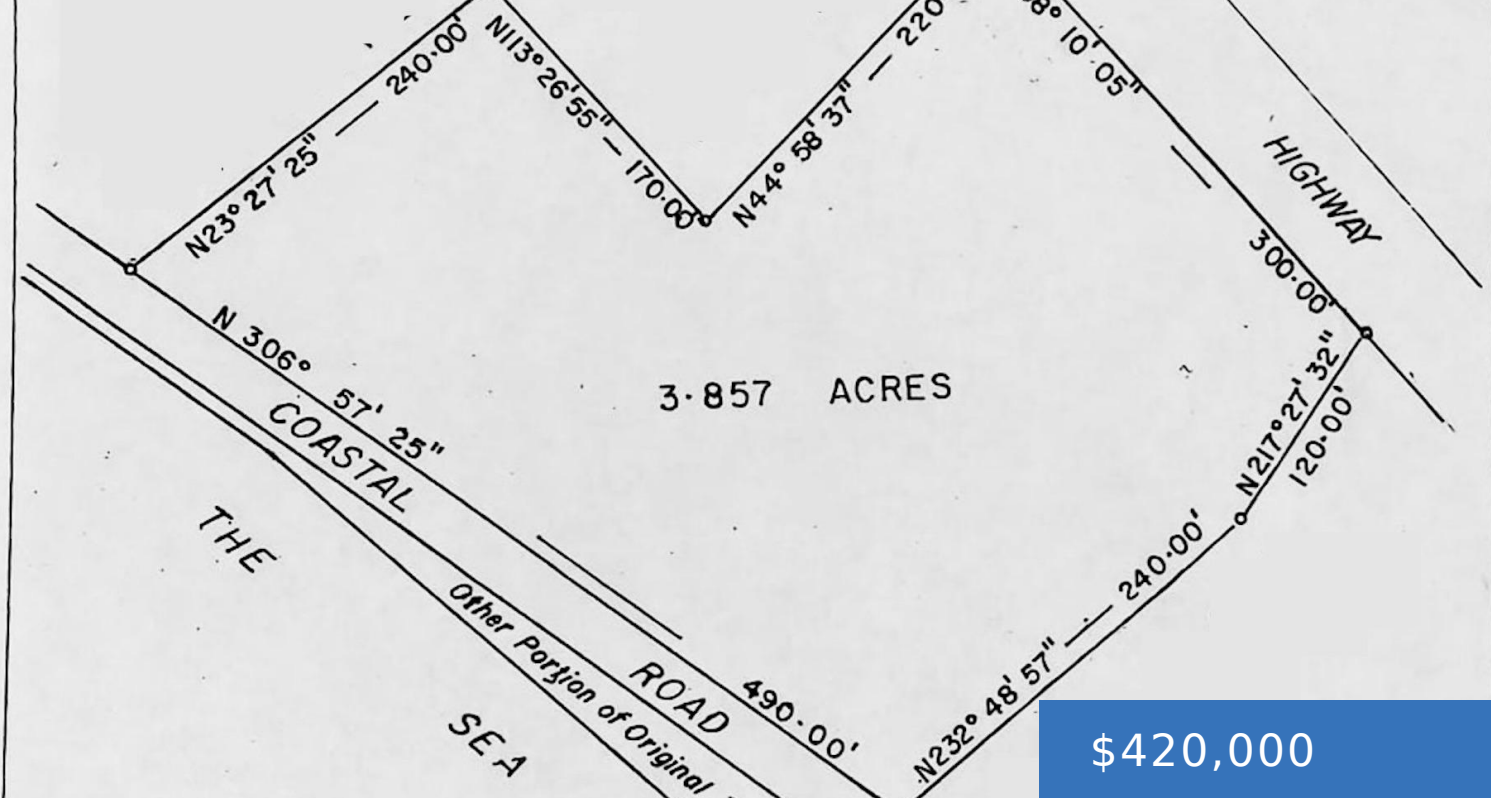 N23° 27' 25" — 240·00'
N113° 26' 55" — 170·00'
N44° 58' 37" — 220
8° 10' 05" — 300·00'
HIGHWAY
N217° 27' 32"
120·00'
N232° 48' 57" — 240·00'
3·857 ACRES
N 306° 57' 25" — 490·00'
COASTAL ROAD
Other Portion of Original
THE SEA
$420,000